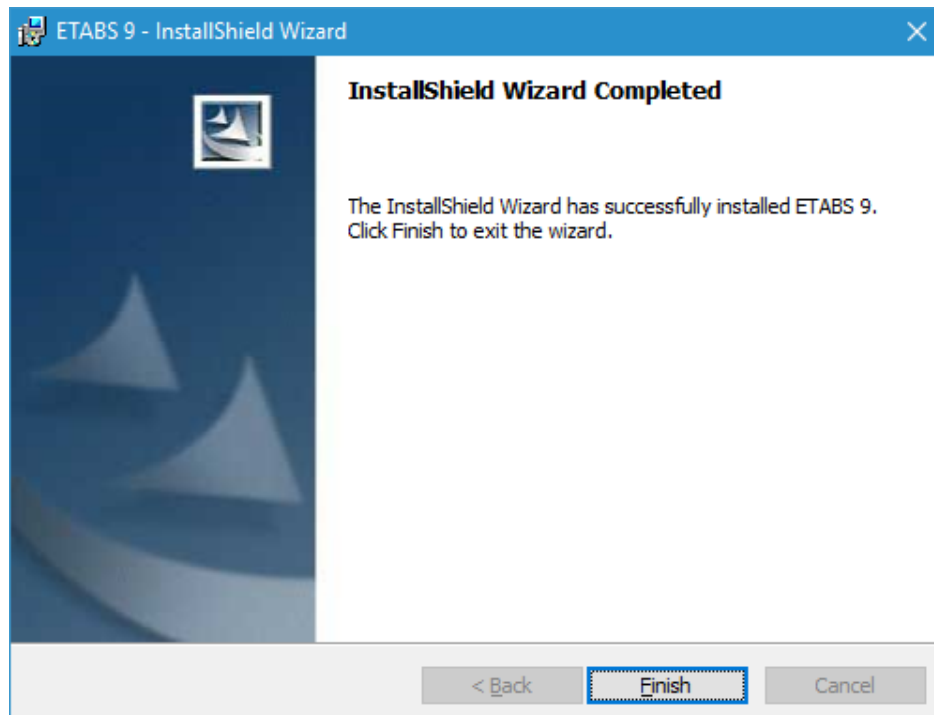 ETABS 9 - InstallShield Wizard
InstallShield Wizard Completed
The InstallShield Wizard has successfully installed ETABS 9.
Click Finish to exit the wizard.
< Back
Finish
Cancel